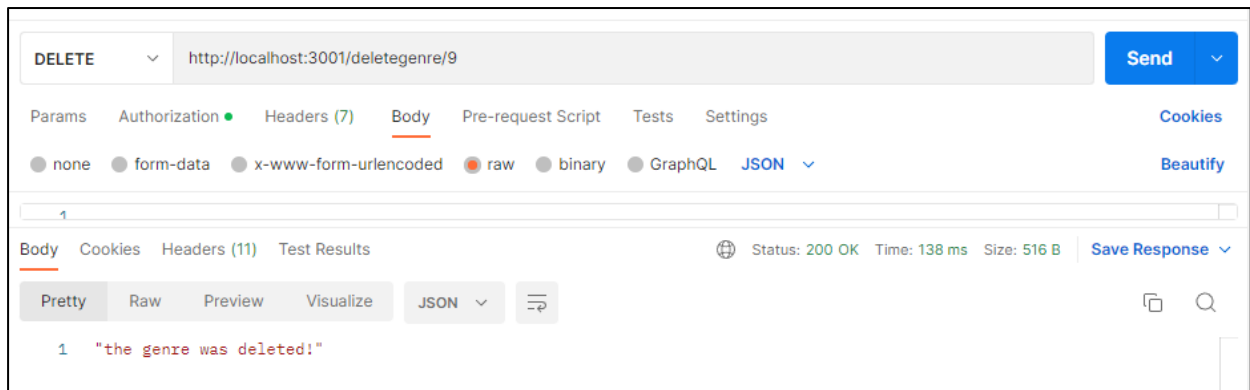 DELETE http://localhost:3001/deletegenre/9 Send
Params Authorization Headers (7) Body Pre-request Script Tests Settings Cookies
none form-data x-www-form-urlencoded raw binary GraphQL JSON Beautify
1
Body Cookies Headers (11) Test Results Status: 200 OK Time: 138 ms Size: 516 B Save Response
Pretty Raw Preview Visualize JSON
1 "the genre was deleted!"